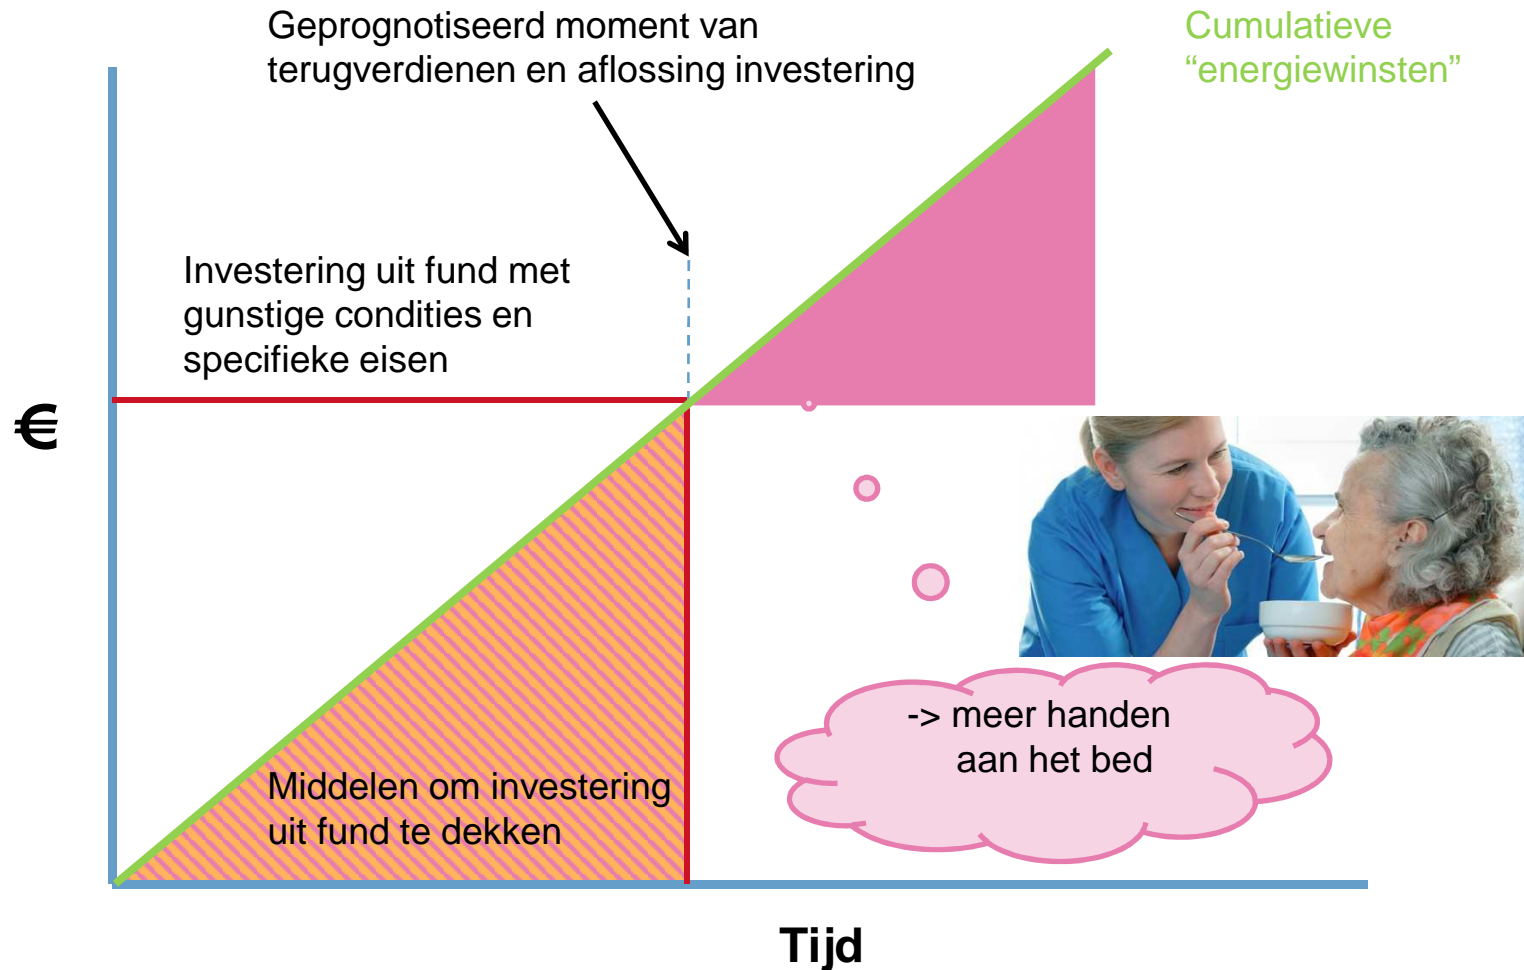 Geprognotiseerd moment van
terugverdienen en aflossing investering
Cumulatieve
“energiewinsten”
Investering uit fund met
gunstige condities en
specifieke eisen
€
-> meer handen
aan het bed
Middelen om investering
uit fund te dekken
Tijd